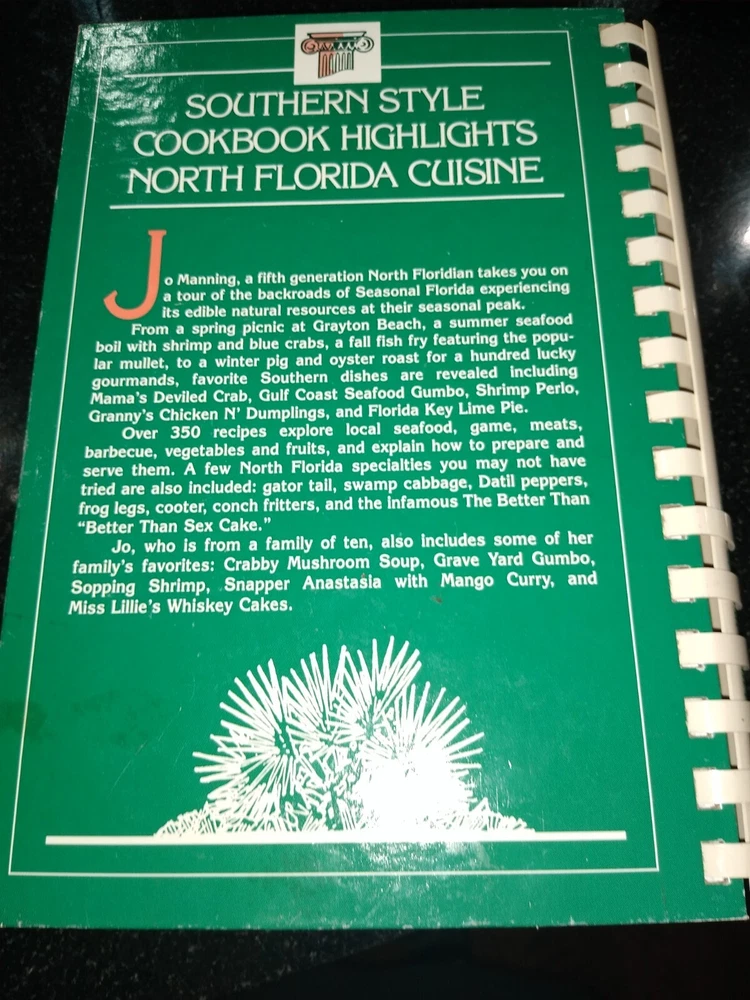 SOUTHERN STYLE
COOKBOOK HIGHLIGHTS
NORTH FLORIDA CUISINE
Jo Manning, a fifth generation North Floridian takes you on
a tour of the backroads of Seasonal Florida experiencing
its edible natural resources at their seasonal peak.
From a spring picnic at Grayton Beach, a summer seafood
boil with shrimp and blue crabs, a fall fish fry featuring the popu-
lar mullet, to a winter pig and oyster roast for a hundred lucky
gourmands, favorite Southern dishes are revealed including
Mama's Deviled Crab, Gulf Coast Seafood Gumbo, Shrimp Perlo,
Granny's Chicken N' Dumplings, and Florida Key Lime Pie.
Over 350 recipes explore local seafood, game, meats,
barbecue, vegetables and fruits, and explain how to prepare and
serve them. A few North Florida specialties you may not have
tried are also included: gator tail, swamp cabbage, Datil peppers,
frog legs, cooter, conch fritters, and the infamous The Better Than
"Better Than Sex Cake."
Jo, who is from a family of ten, also includes some of her
family's favorites: Crabby Mushroom Soup, Grave Yard Gumbo,
Sopping Shrimp, Snapper Anastasia with Mango Curry, and
Miss Lillie's Whiskey Cakes.